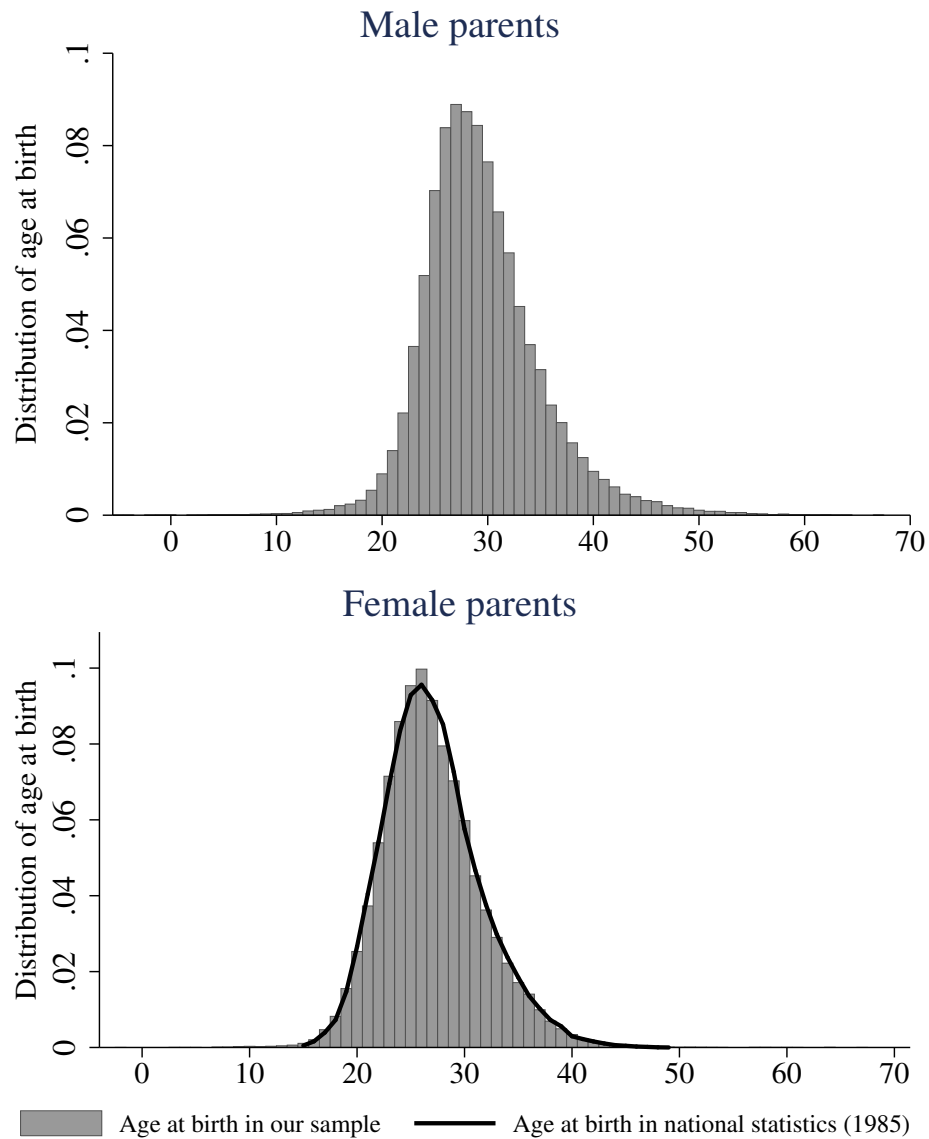 Male parents
Distribution of age at birth
.1
.08
.06
.04
.02
0
0 10 20 30 40 50 60 70
Female parents
Distribution of age at birth
.1
.08
.06
.04
.02
0
0 10 20 30 40 50 60 70
Age at birth in our sample Age at birth in national statistics (1985)